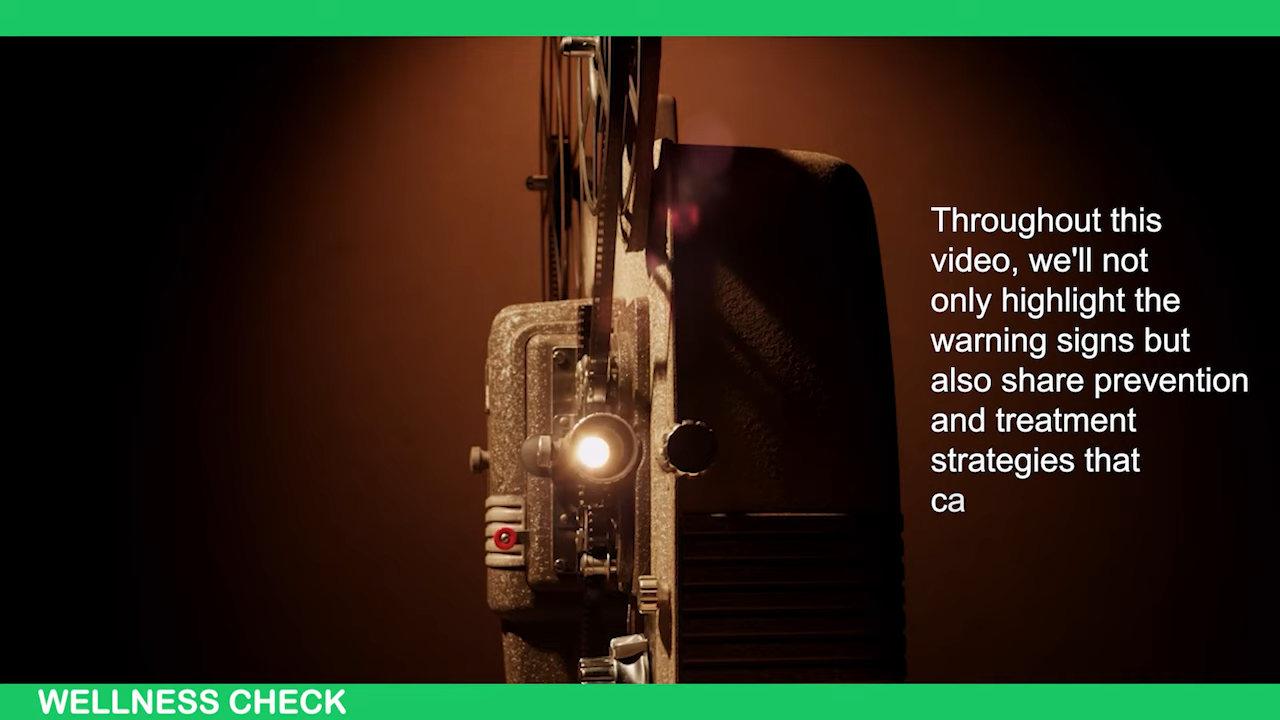 Throughout this
video, we'll not
only highlight the
warning signs but
also share prevention
and treatment
strategies that
ca
WELLNESS CHECK